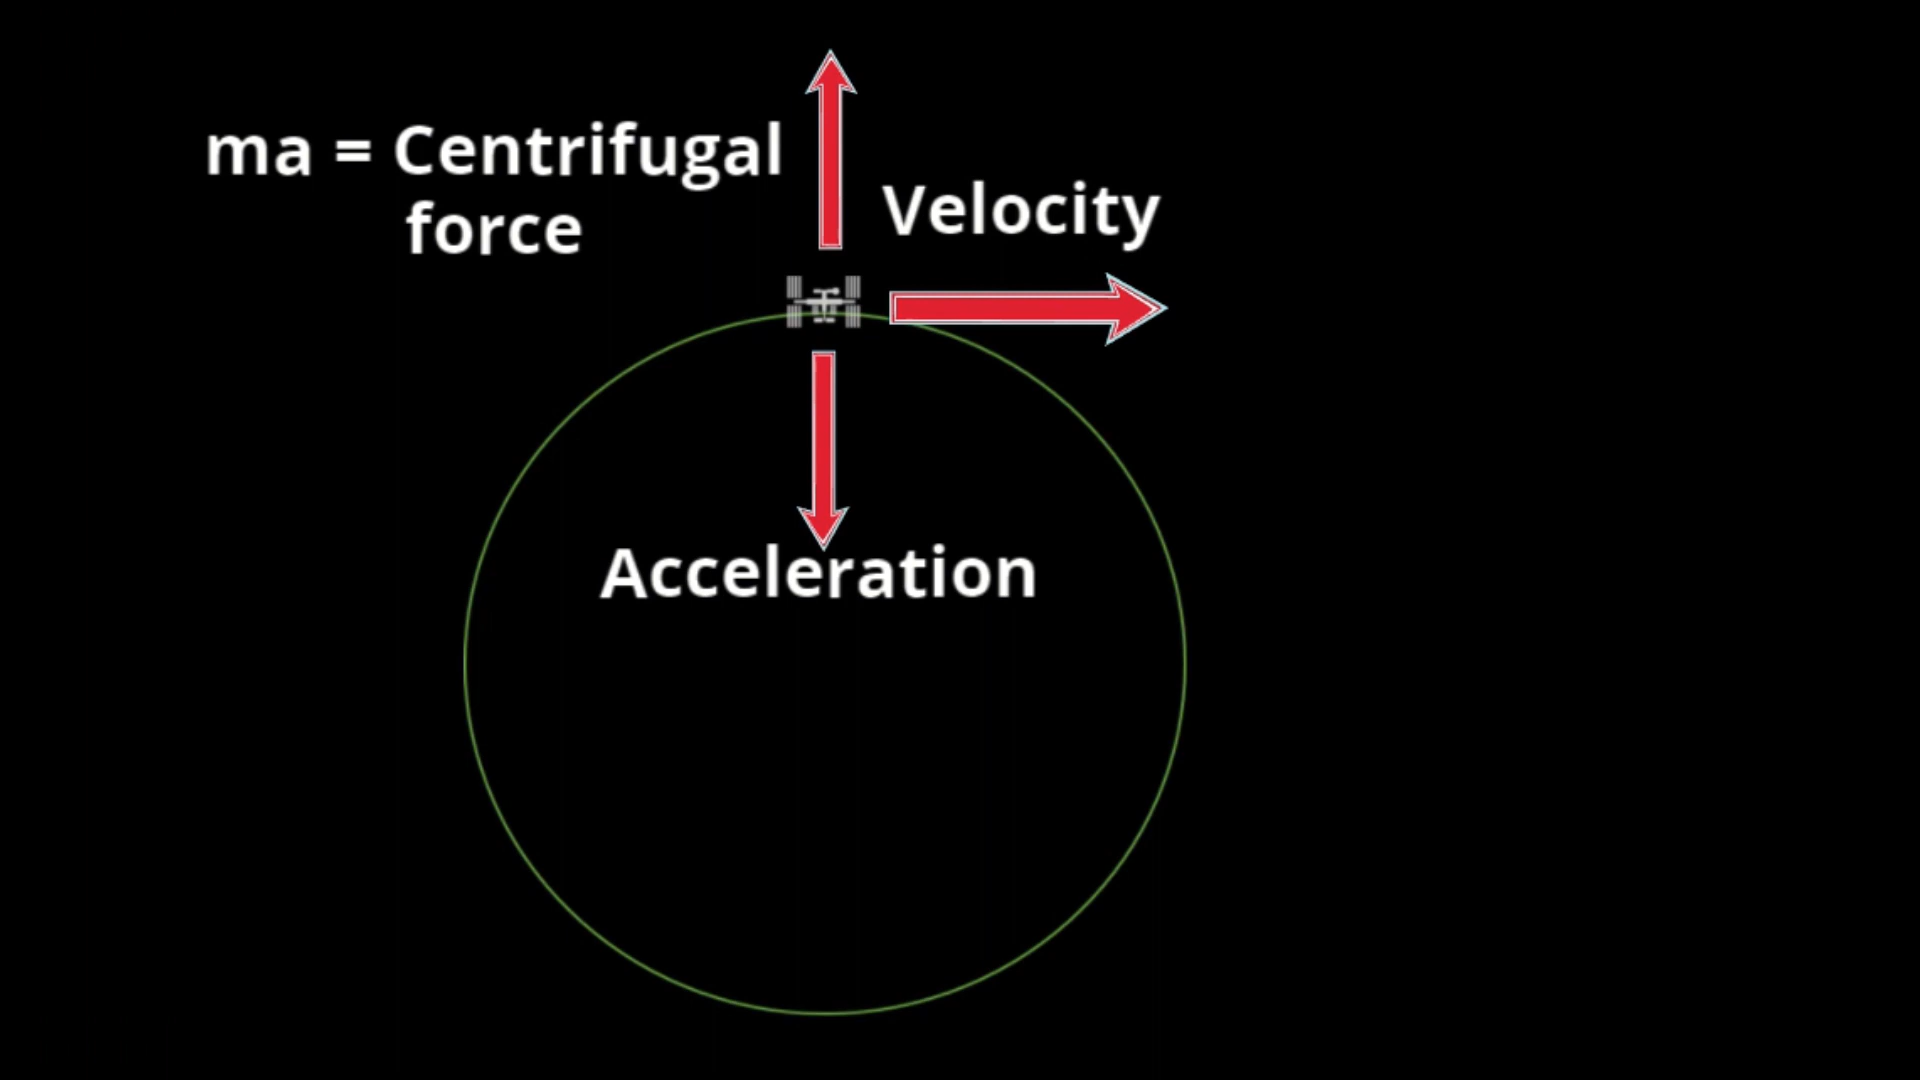 ma = Centrifugal
force
Velocity
Acceleration